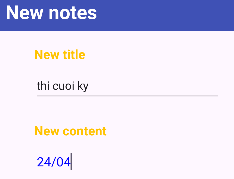 New notes
New title
thi cuoi ky
New content
24/04